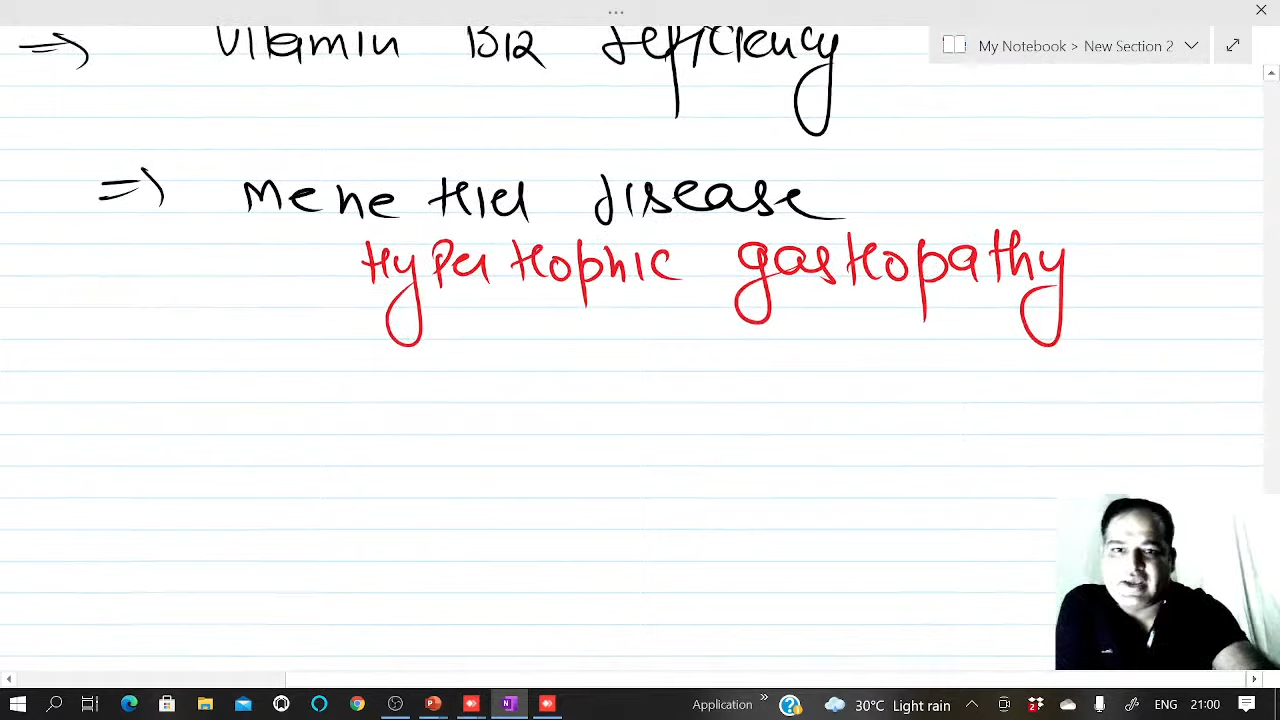 ...
My Notebook > New Section 2
=> Vitamin B12 deficiency
=> Menetrier disease
Hypertrophic gastropathy
Application
30°C Light rain
ENG
21:00